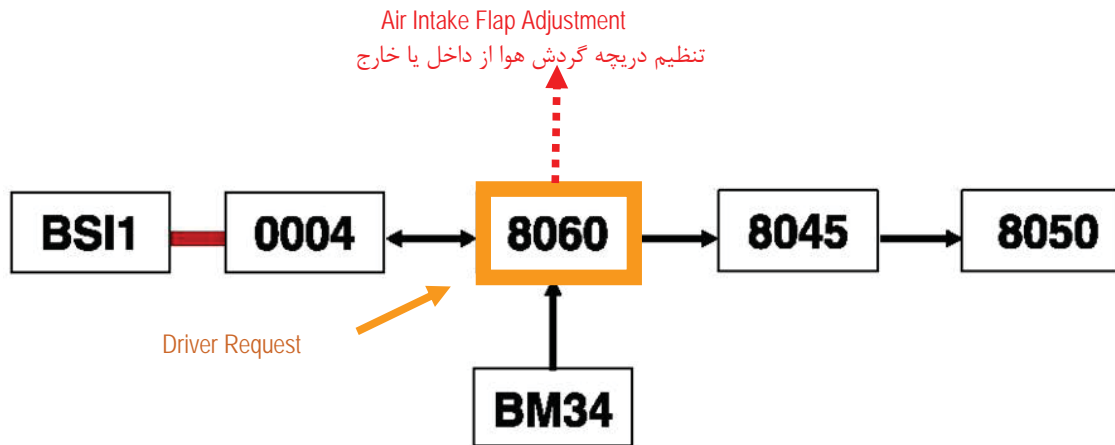 Air Intake Flap Adjustment
تنظیم دریچه گردش هوا از داخل یا خارج
BSI1
0004
8060
8045
8050
Driver Request
BM34